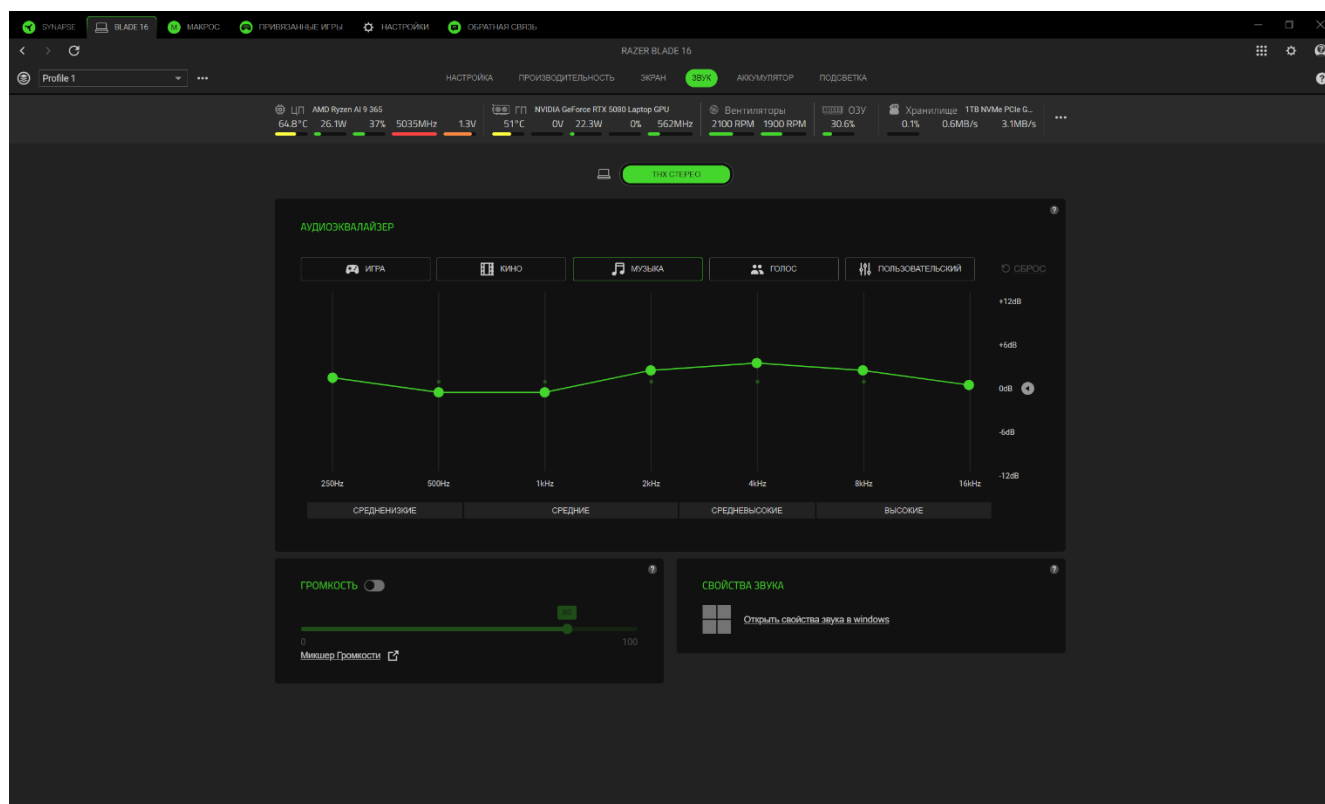 SYNAPSE BLADE 16 МАКРОС ПРИВЯЗАННЫЕ ИГРЫ НАСТРОЙКИ ОБРАТНАЯ СВЯЗЬ
RAZER BLADE 16
Profile 1 НАСТРОЙКА ПРОИЗВОДИТЕЛЬНОСТЬ ЭКРАН ЗВУК АККУМУЛЯТОР ПОДСВЕТКА
ЦП AMD Ryzen AI 9 365 ГП NVIDIA GeForce RTX 5080 Laptop GPU Вентиляторы ОЗУ Хранилище 1TB NVMe PCIe G...
64.8°C 26.1W 37% 5035MHz 1.3V 51°C 0V 22.3W 0% 562MHz 2100 RPM 1900 RPM 30.6% 0.1% 0.6MB/s 3.1MB/s
THX СТЕРЕО
АУДИОЭКВАЛАЙЗЕР
ИГРА КИНО МУЗЫКА ГОЛОС ПОЛЬЗОВАТЕЛЬСКИЙ СБРОС
+12dB
+6dB
0dB
-6dB
-12dB
250Hz 500Hz 1kHz 2kHz 4kHz 8kHz 16kHz
СРЕДНЕНИЗКИЕ СРЕДНИЕ СРЕДНЕВЫСОКИЕ ВЫСОКИЕ
ГРОМКОСТЬ
0 100
Микшер Громкости
СВОЙСТВА ЗВУКА
Открыть свойства звука в windows